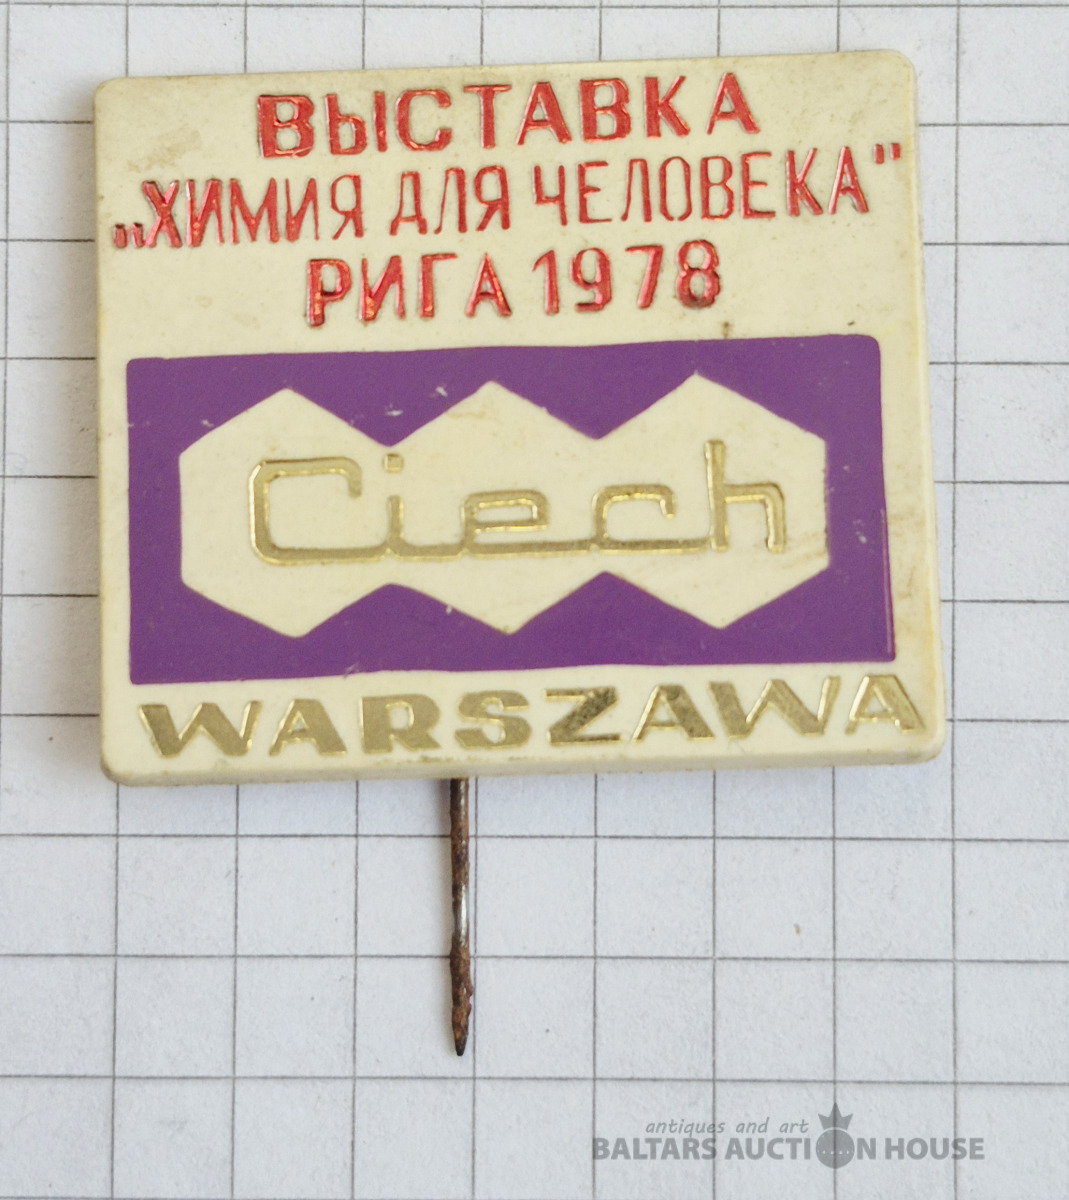 ВЫСТАВКА
„ХИМИЯ ДЛЯ ЧЕЛОВЕКА"
РИГА 1978
Ciech
WARSZAWA
antiques and art
BALTARS AUCTION HOUSE